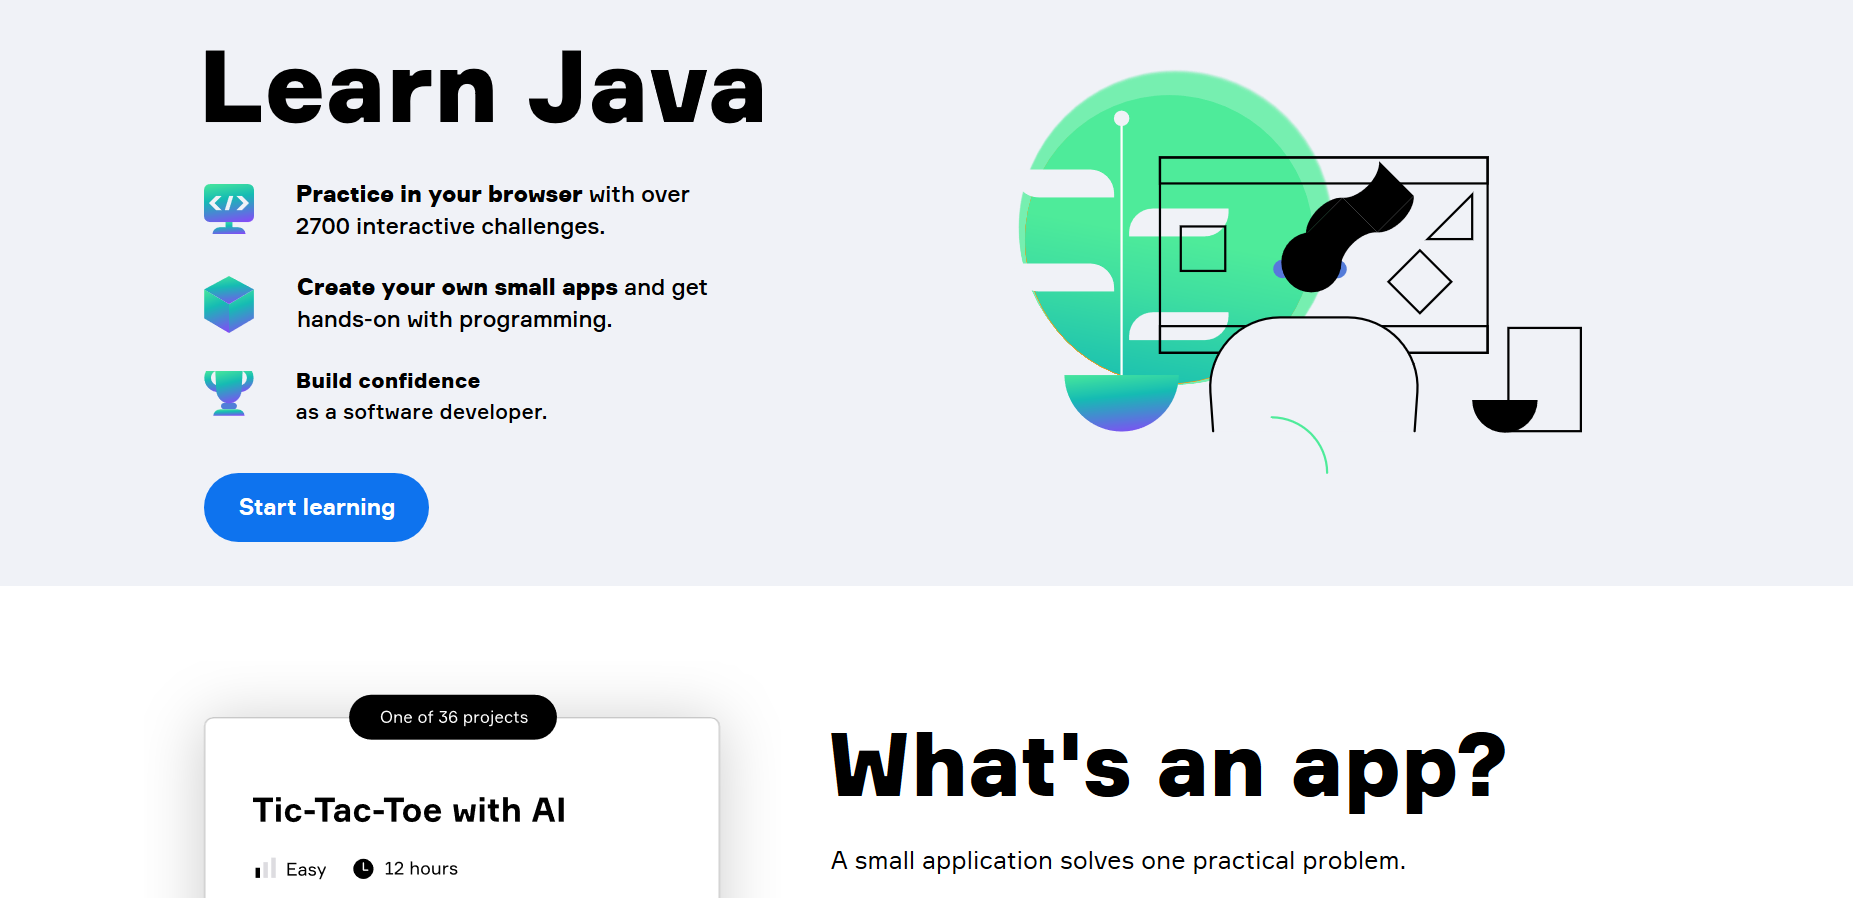 Learn Java
Practice in your browser with over
2700 interactive challenges.
Create your own small apps and get
hands-on with programming.
Build confidence
as a software developer.
Start learning
One of 36 projects
Tic-Tac-Toe with AI
Easy 12 hours
What's an app?
A small application solves one practical problem.